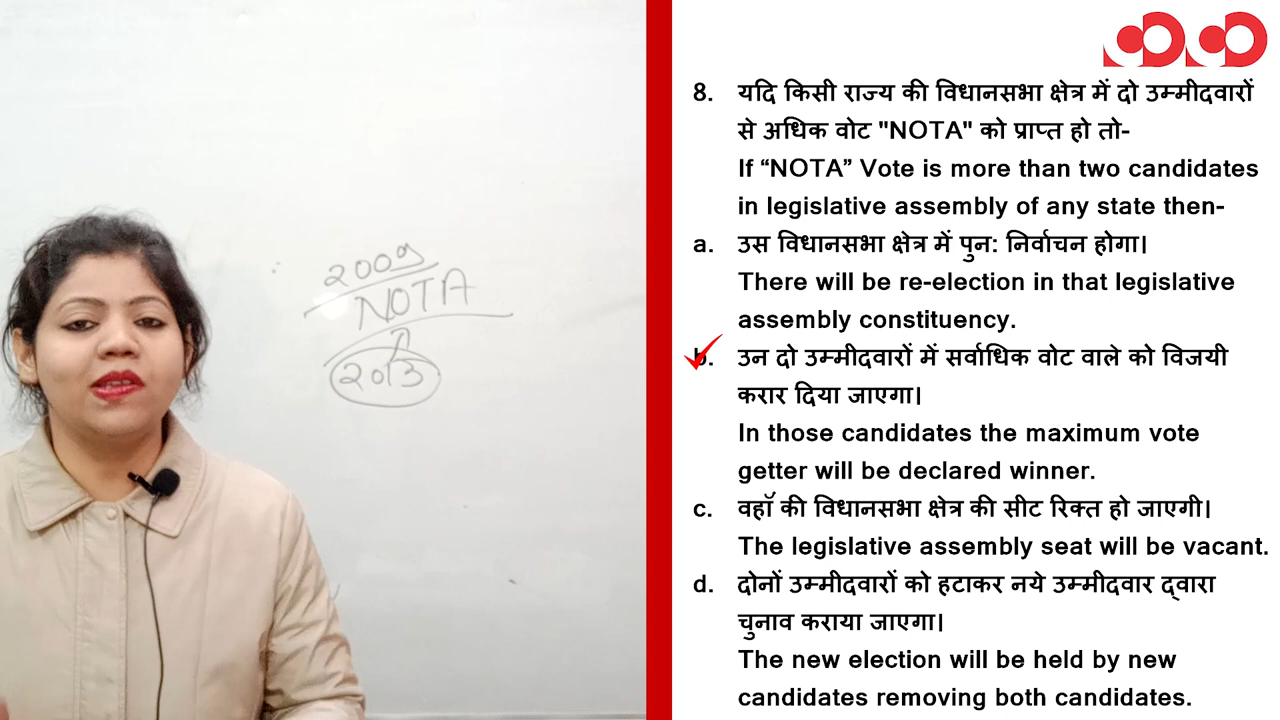 2009
NOTA
2013
8. यदि किसी राज्य की विधानसभा क्षेत्र में दो उम्मीदवारों
से अधिक वोट "NOTA" को प्राप्त हो तो-
If “NOTA” Vote is more than two candidates
in legislative assembly of any state then-
a. उस विधानसभा क्षेत्र में पुन: निर्वाचन होगा।
There will be re-election in that legislative
assembly constituency.
b. उन दो उम्मीदवारों में सर्वाधिक वोट वाले को विजयी
करार दिया जाएगा।
In those candidates the maximum vote
getter will be declared winner.
c. वहॉ की विधानसभा क्षेत्र की सीट रिक्त हो जाएगी।
The legislative assembly seat will be vacant.
d. दोनों उम्मीदवारों को हटाकर नये उम्मीदवार द्वारा
चुनाव कराया जाएगा।
The new election will be held by new
candidates removing both candidates.